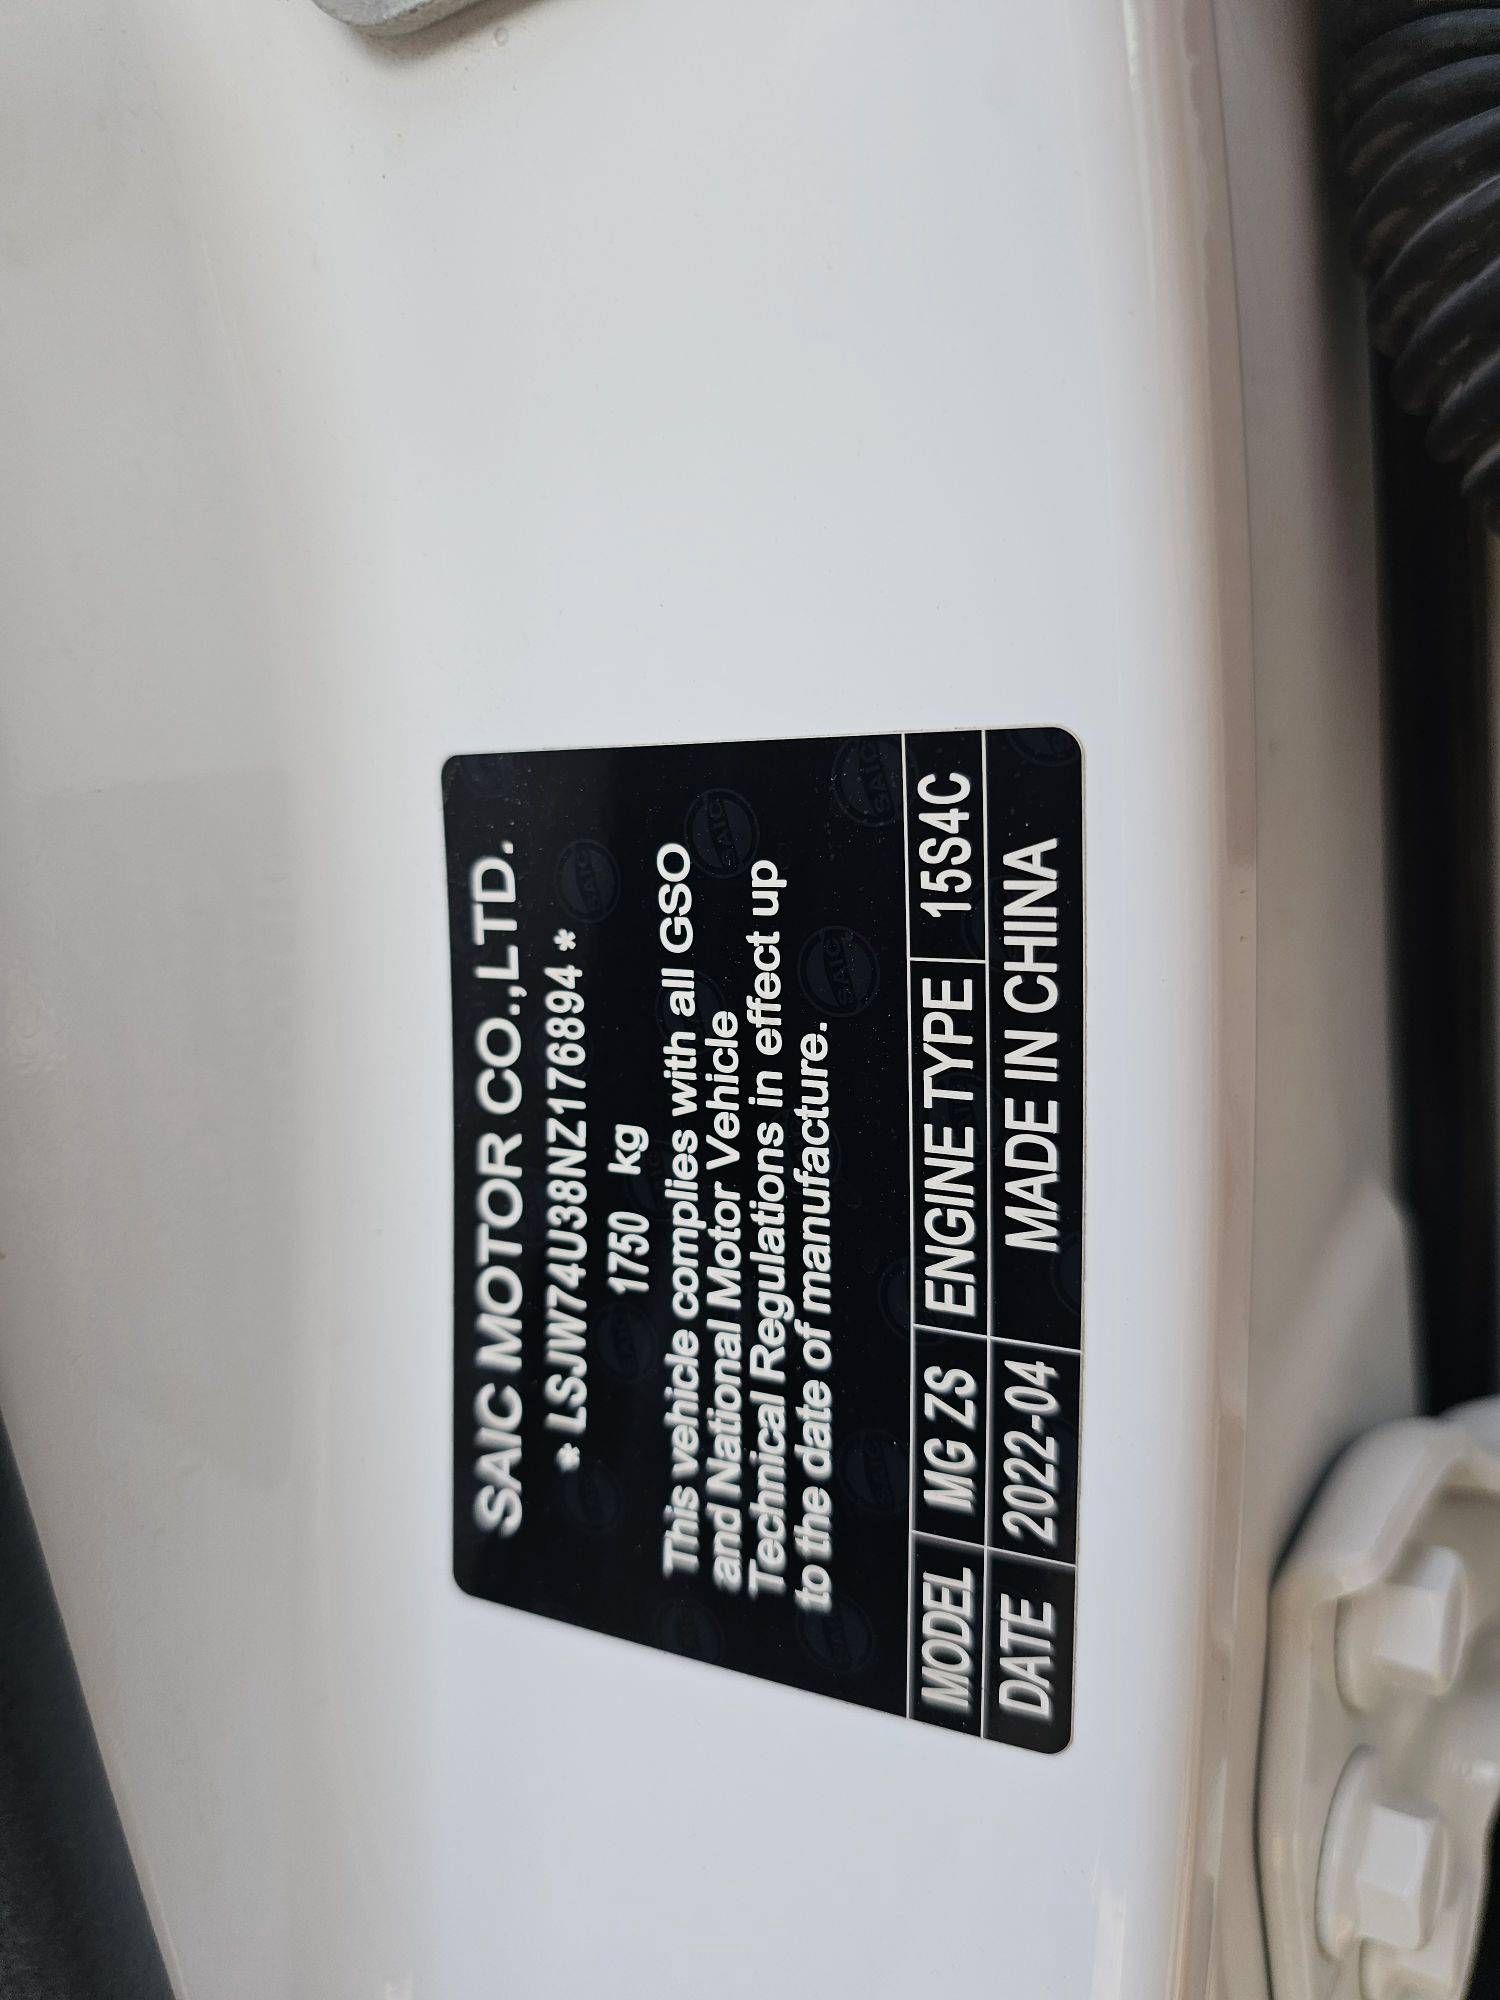 SAIC MOTOR CO.,LTD.
* LSJW74U38NZ176894 *
1750 kg
This vehicle complies with all GSO
and National Motor Vehicle
Technical Regulations in effect up
to the date of manufacture.
MODEL MG ZS ENGINE TYPE 15S4C
DATE 2022-04 MADE IN CHINA